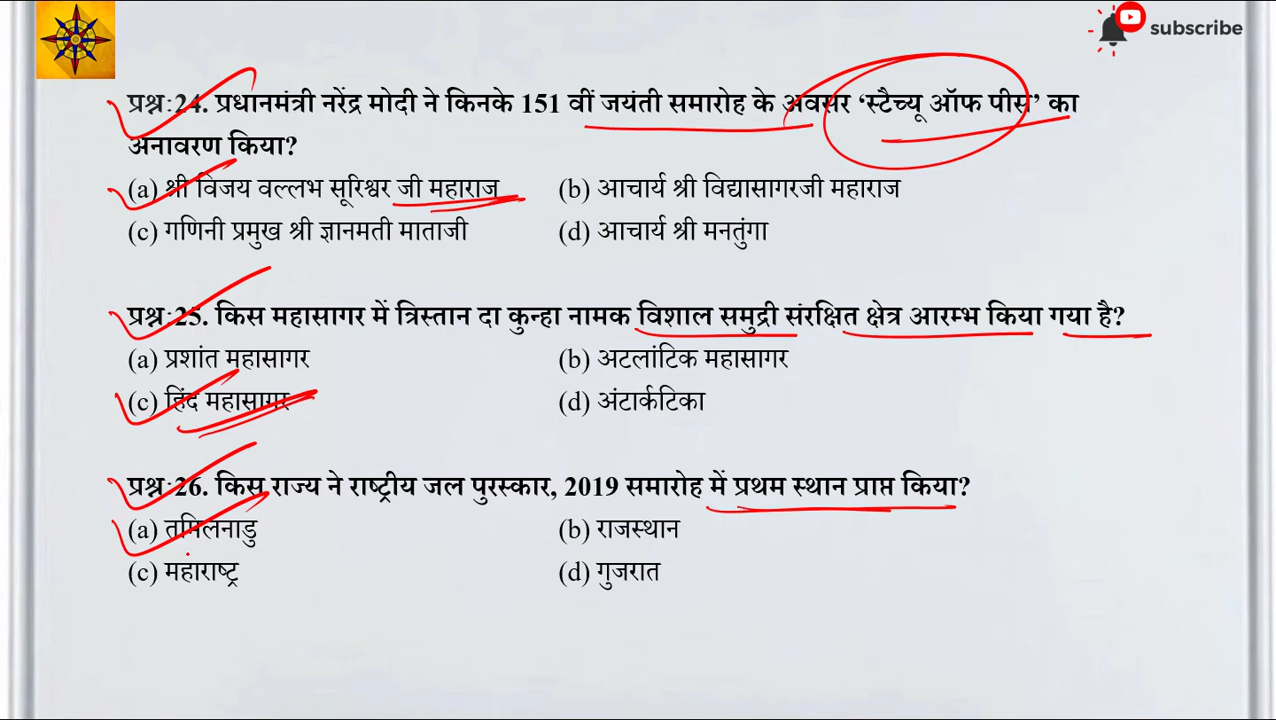 subscribe
प्रश्न:24. प्रधानमंत्री नरेंद्र मोदी ने किनके 151 वीं जयंती समारोह के अवसर ‘स्टैच्यू ऑफ पीस’ का
अनावरण किया?
(a) श्री विजय वल्लभ सूरिश्वर जी महाराज (b) आचार्य श्री विद्यासागरजी महाराज
(c) गणिनी प्रमुख श्री ज्ञानमती माताजी (d) आचार्य श्री मनतुंगा
प्रश्न:25. किस महासागर में त्रिस्तान दा कुन्हा नामक विशाल समुद्री संरक्षित क्षेत्र आरम्भ किया गया है?
(a) प्रशांत महासागर (b) अटलांटिक महासागर
(c) हिंद महासागर (d) अंटार्कटिका
प्रश्न:26. किस राज्य ने राष्ट्रीय जल पुरस्कार, 2019 समारोह में प्रथम स्थान प्राप्त किया?
(a) तमिलनाडु (b) राजस्थान
(c) महाराष्ट्र (d) गुजरात